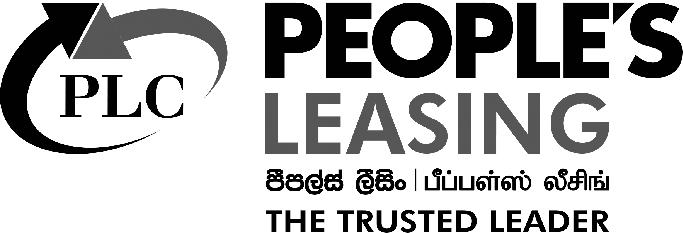 PLC
PEOPLE'S
LEASING
පීපල්ස් ලීසිං | பீப்பள்ஸ் லீசிங்
THE TRUSTED LEADER